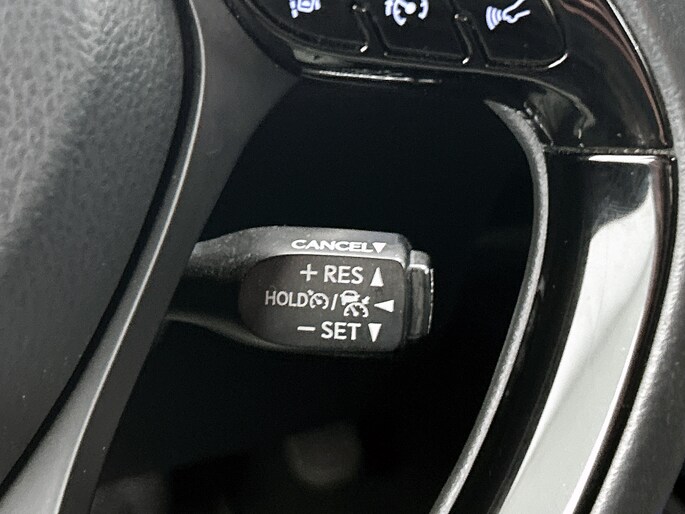 CANCEL▼
+ RES ▲
HOLD / ◀
− SET ▼